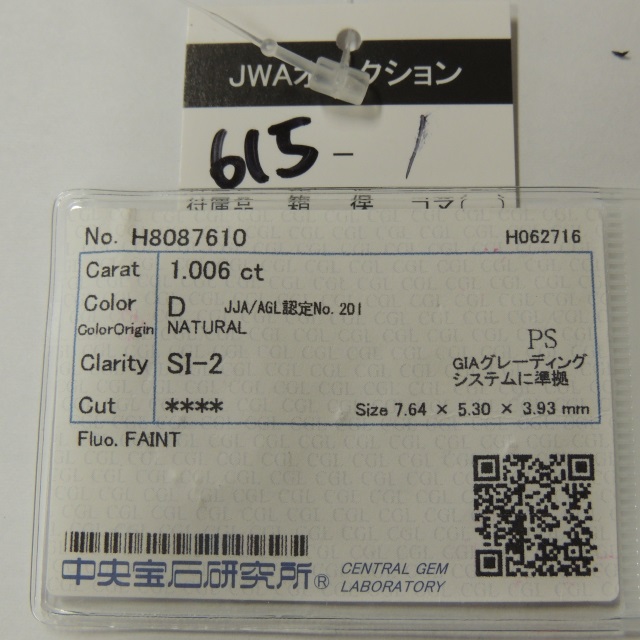 JWAオ クション
615 - 1
No. H8087610 H062716
Carat 1.006 ct
Color D JJA/AGL認定No.201
ColorOrigin NATURAL
PS
Clarity SI-2 GIAグレーディング
システムに準拠
Cut **** Size 7.64 × 5.30 × 3.93 mm
Fluo. FAINT
中央宝石研究所® CENTRAL GEM
LABORATORY